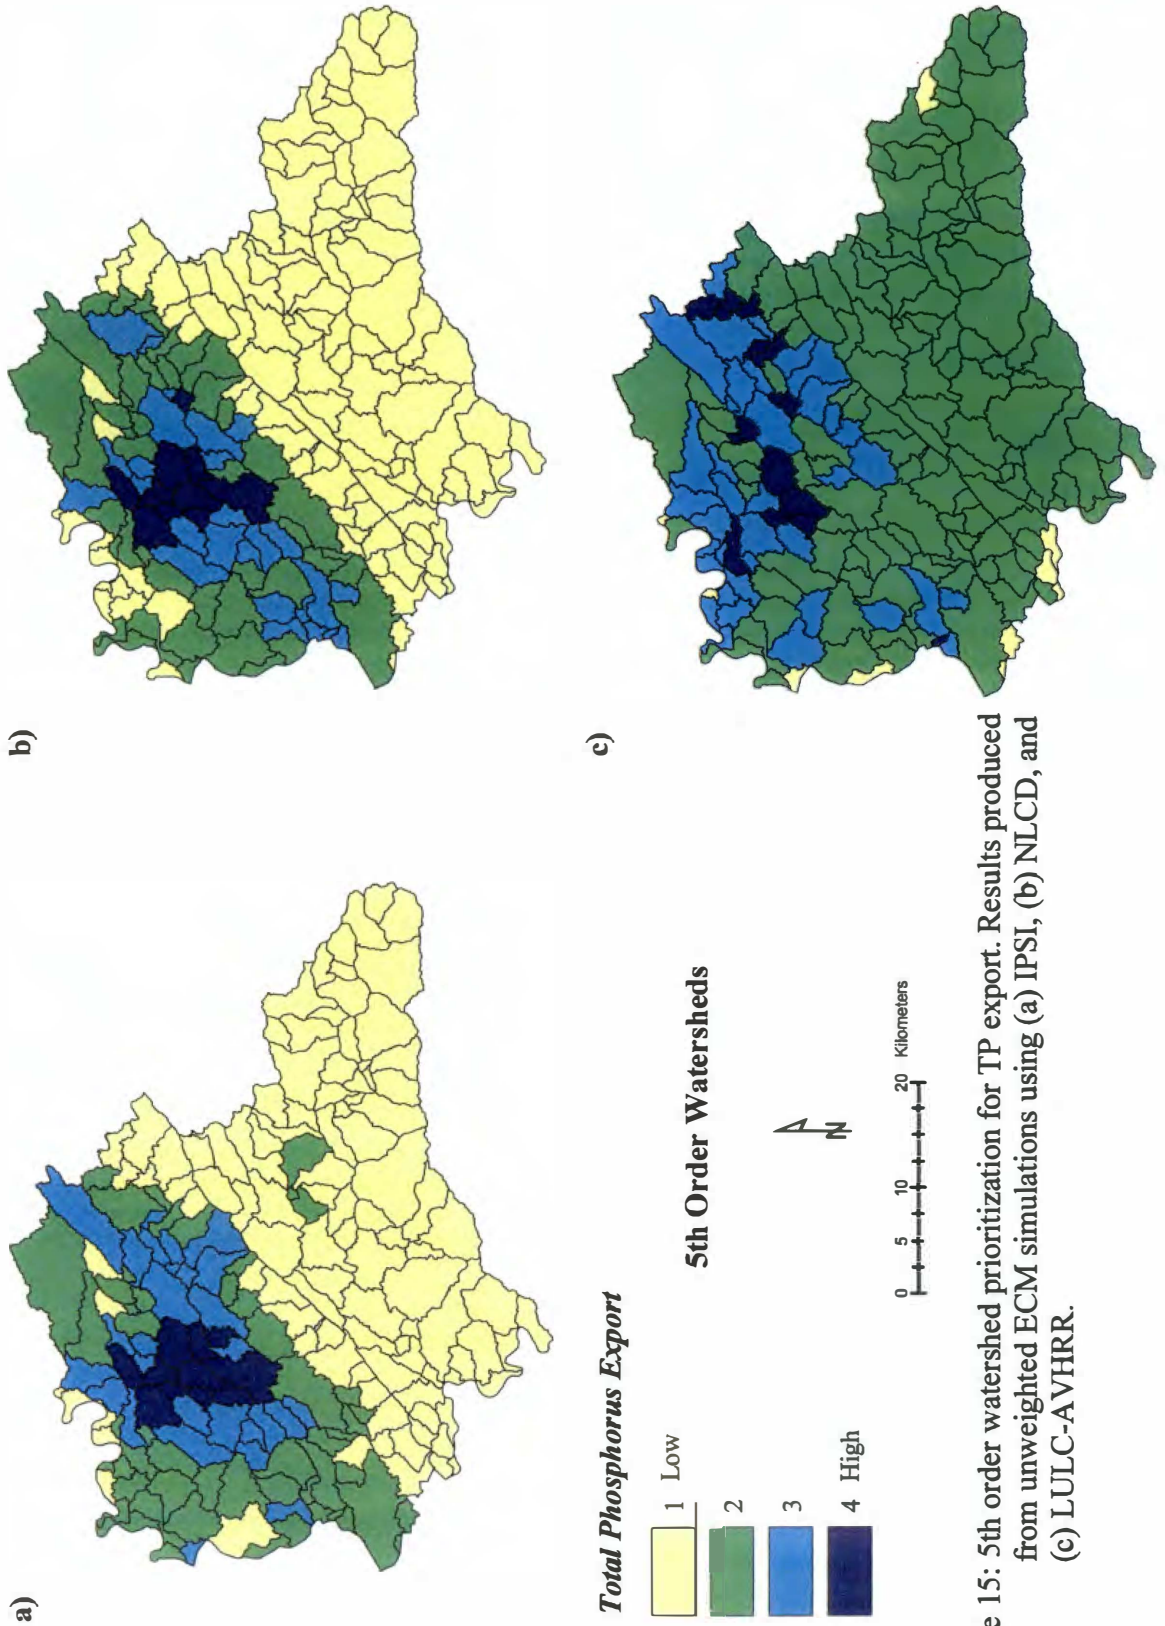 a)
b)
Total Phosphorus Export
1 Low
2
3
4 High
5th Order Watersheds
N
0 5 10 20 Kilometers
c)
e 15: 5th order watershed prioritization for TP export. Results produced
from unweighted ECM simulations using (a) IPSI, (b) NLCD, and
(c) LULC-AVHRR.